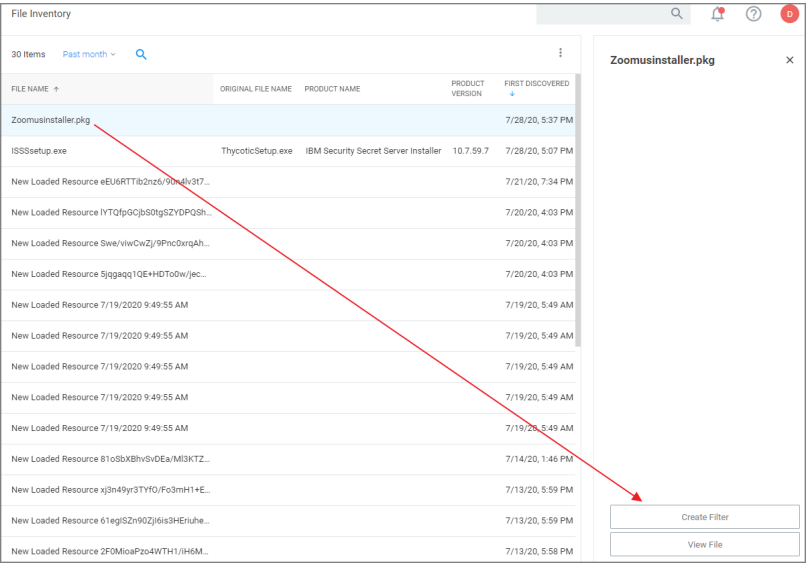 File Inventory
D
30 Items Past month
Zoomusinstaller.pkg
FILE NAME ORIGINAL FILE NAME PRODUCT NAME PRODUCT VERSION FIRST DISCOVERED
Zoomusinstaller.pkg 7/28/20, 5:37 PM
ISSSsetup.exe ThycoticSetup.exe IBM Security Secret Server Installer 10.7.59.7 7/28/20, 5:07 PM
New Loaded Resource 7/21/20, 7:34 PM
New Loaded Resource lYTQfpGCjbS0tgSZYDPQSh... 7/20/20, 4:03 PM
New Loaded Resource Swe/viwCwZj/9Pnc0xrqAh... 7/20/20, 4:03 PM
New Loaded Resource 5jqgaqq1QE+HDTo0w/jec... 7/20/20, 4:03 PM
New Loaded Resource 7/19/2020 9:49:55 AM 7/19/20, 5:49 AM
New Loaded Resource 7/19/2020 9:49:55 AM 7/19/20, 5:49 AM
New Loaded Resource 7/19/2020 9:49:55 AM 7/19/20, 5:49 AM
New Loaded Resource 7/19/2020 9:49:55 AM 7/19/20, 5:49 AM
New Loaded Resource 7/19/2020 9:49:55 AM 7/19/20, 5:49 AM
New Loaded Resource 81oSbXBhvSvDEa/Ml3KTZ... 7/14/20, 1:46 PM
New Loaded Resource xj3n49yr3TYfO/Fo3mH1+E... 7/13/20, 5:59 PM
New Loaded Resource 61egISZn90ZjI6is3HEriuhe... 7/13/20, 5:59 PM
New Loaded Resource 2F0MioaPzo4WTH1/iH6M... 7/13/20, 5:58 PM
Create Filter
View File